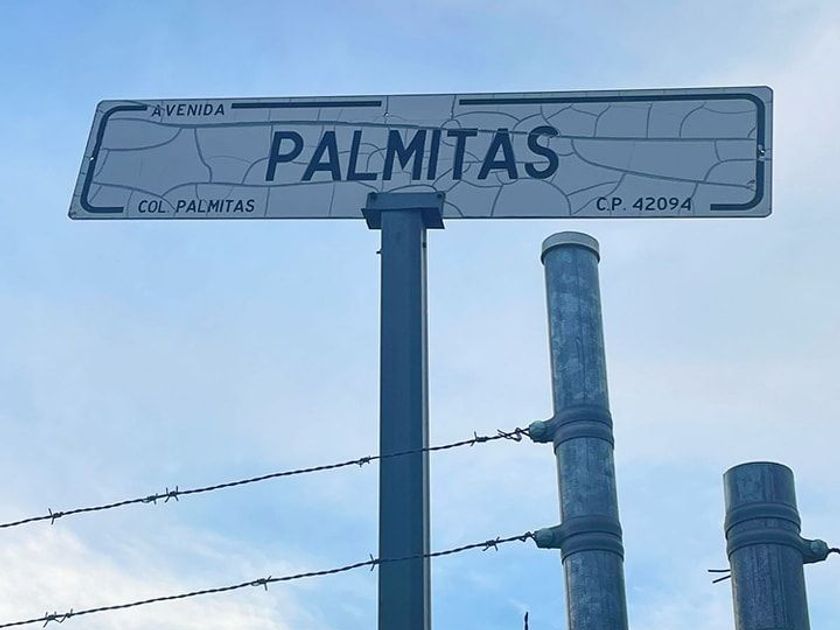 AVENIDA
PALMITAS
COL. PALMITAS C.P. 42094